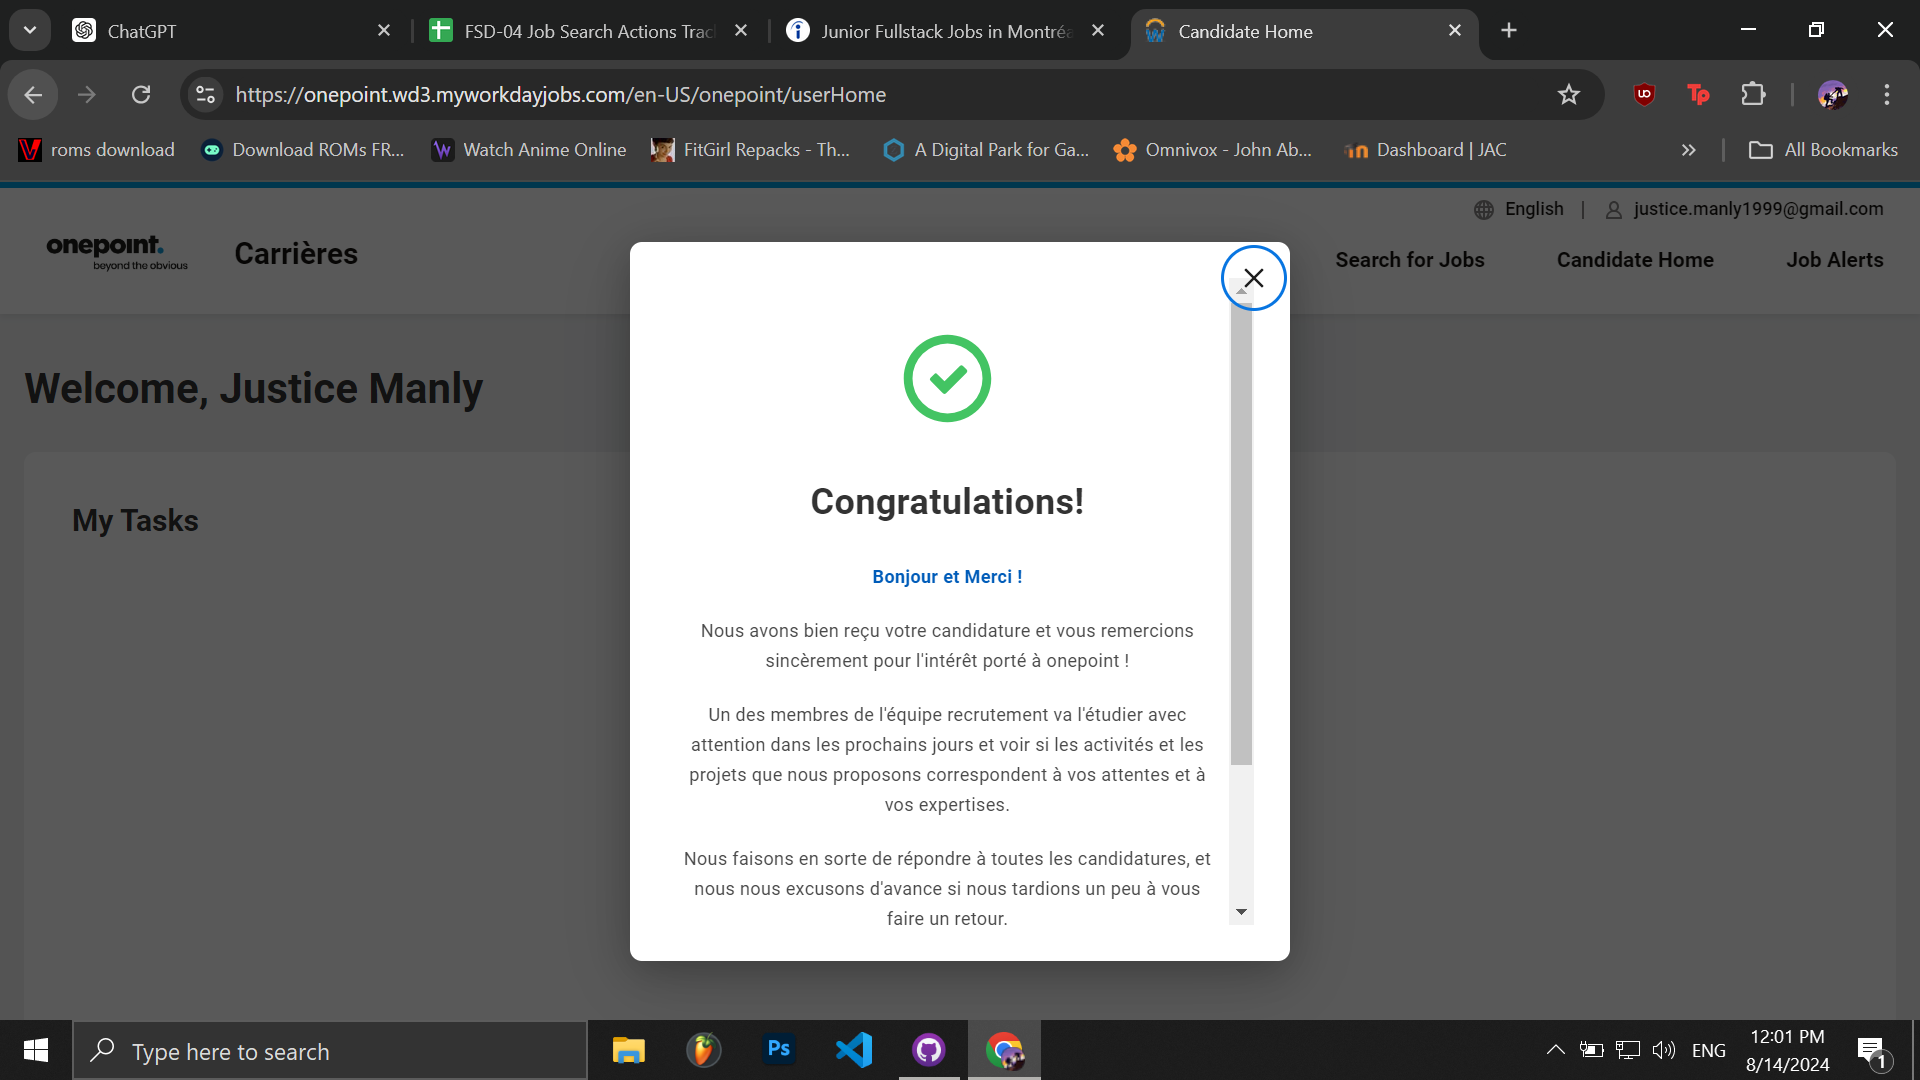 ChatGPT
FSD-04 Job Search Actions Trac
Junior Fullstack Jobs in Montréa
Candidate Home
https://onepoint.wd3.myworkdayjobs.com/en-US/onepoint/userHome
roms download
Download ROMs FR...
Watch Anime Online
FitGirl Repacks - Th...
A Digital Park for Ga...
Omnivox - John Ab...
Dashboard | JAC
All Bookmarks
English
justice.manly1999@gmail.com
onepoint.
beyond the obvious
Carrières
Search for Jobs
Candidate Home
Job Alerts
Welcome, Justice Manly
My Tasks
Congratulations!
Bonjour et Merci !
Nous avons bien reçu votre candidature et vous remercions
sincèrement pour l'intérêt porté à onepoint !
Un des membres de l'équipe recrutement va l'étudier avec
attention dans les prochains jours et voir si les activités et les
projets que nous proposons correspondent à vos attentes et à
vos expertises.
Nous faisons en sorte de répondre à toutes les candidatures, et
nous nous excusons d'avance si nous tardions un peu à vous
faire un retour.
Type here to search
Ps
ENG
12:01 PM
8/14/2024
1